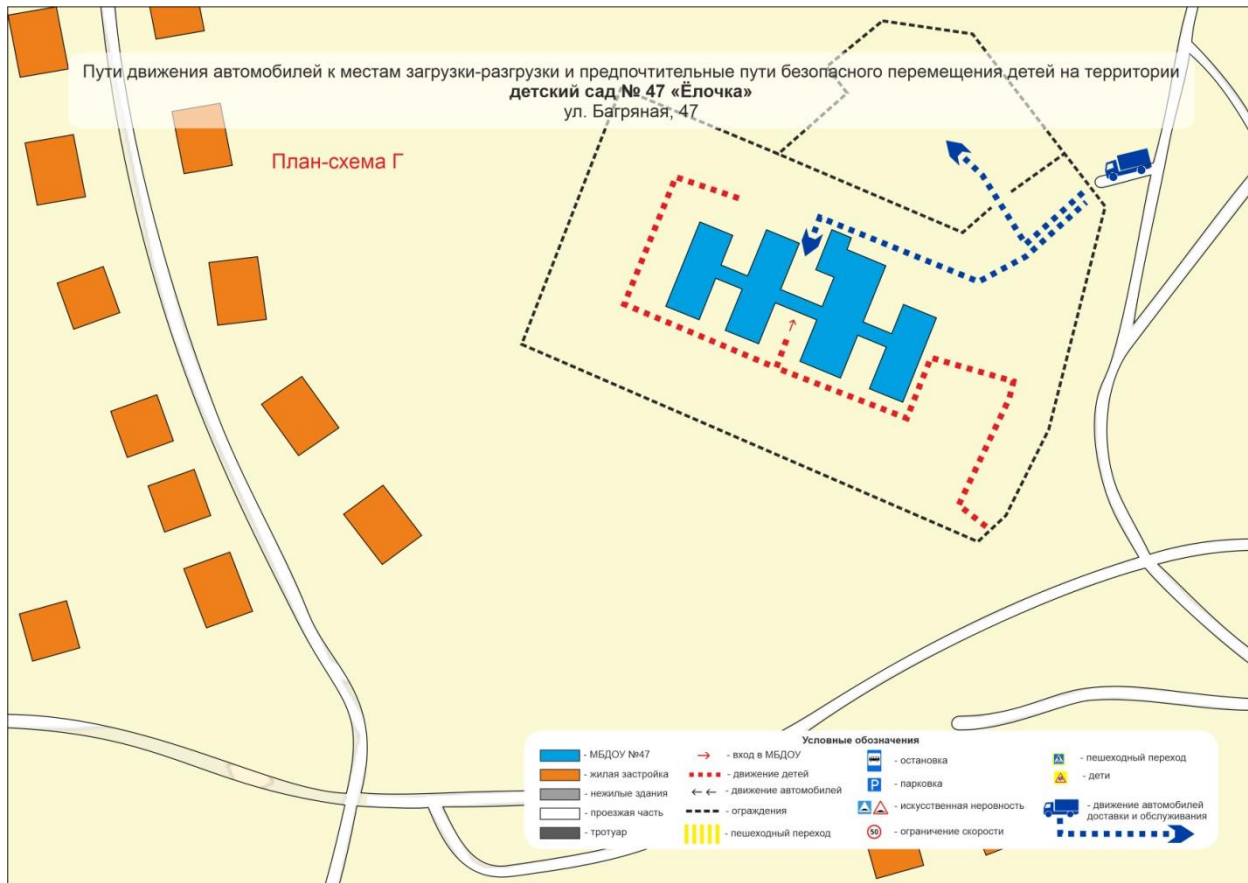 Пути движения автомобилей к местам загрузки-разгрузки и предпочтительные пути безопасного перемещения детей на территории
детский сад № 47 «Ёлочка»
ул. Багряная, 47
План-схема Г
Условные обозначения
- МБДОУ №47
- жилая застройка
- нежилые здания
- проезжая часть
- тротуар
- вход в МБДОУ
- движение детей
- движение автомобилей
- ограждения
- пешеходный переход
- остановка
P
- парковка
- искусственная неровность
50
- ограничение скорости
- пешеходный переход
- дети
- движение автомобилей
доставки и обслуживания